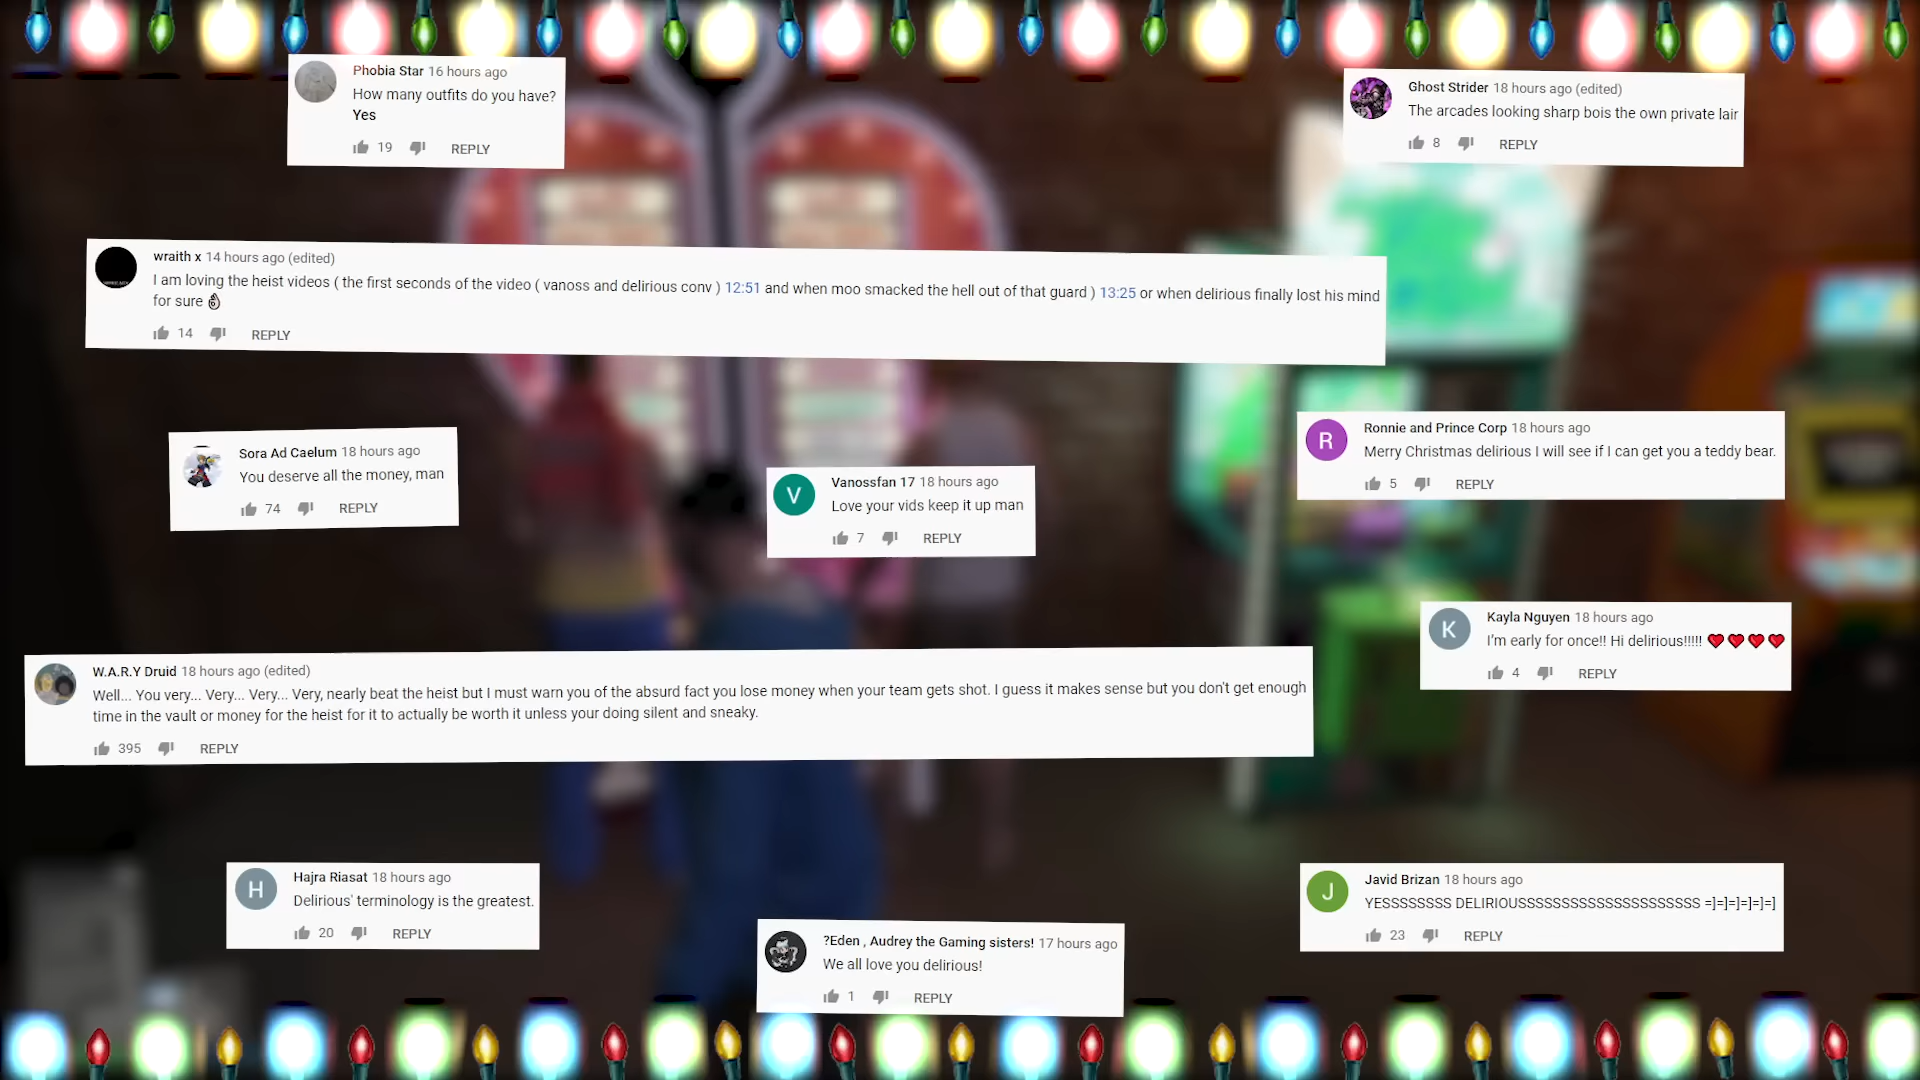 Phobia Star 16 hours ago
How many outfits do you have?
Yes
19 REPLY
Ghost Strider 18 hours ago (edited)
The arcades looking sharp bois the own private lair
8 REPLY
wraith x 14 hours ago (edited)
I am loving the heist videos ( the first seconds of the video ( vanoss and delirious conv ) 12:51 and when moo smacked the hell out of that guard ) 13:25 or when delirious finally lost his mind
for sure 👌
14 REPLY
Sora Ad Caelum 18 hours ago
You deserve all the money, man
74 REPLY
Vanossfan 17 18 hours ago
Love your vids keep it up man
7 REPLY
Ronnie and Prince Corp 18 hours ago
Merry Christmas delirious I will see if I can get you a teddy bear.
5 REPLY
Kayla Nguyen 18 hours ago
I'm early for once!! Hi delirious!!!!! ❤❤❤❤
4 REPLY
W.A.R.Y Druid 18 hours ago (edited)
Well... You very... Very... Very... Very, nearly beat the heist but I must warn you of the absurd fact you lose money when your team gets shot. I guess it makes sense but you don't get enough
time in the vault or money for the heist for it to actually be worth it unless your doing silent and sneaky.
395 REPLY
Hajra Riasat 18 hours ago
Delirious' terminology is the greatest.
20 REPLY
?Eden , Audrey the Gaming sisters! 17 hours ago
We all love you delirious!
1 REPLY
Javid Brizan 18 hours ago
YESSSSSSSS DELIRIOUSSSSSSSSSSSSSSSSSSSSS =]=]=]=]=]=]
23 REPLY
R
V
K
H
J